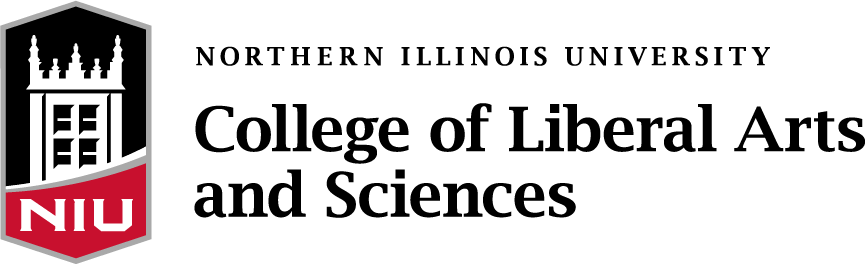 NIU
NORTHERN ILLINOIS UNIVERSITY
College of Liberal Arts
and Sciences